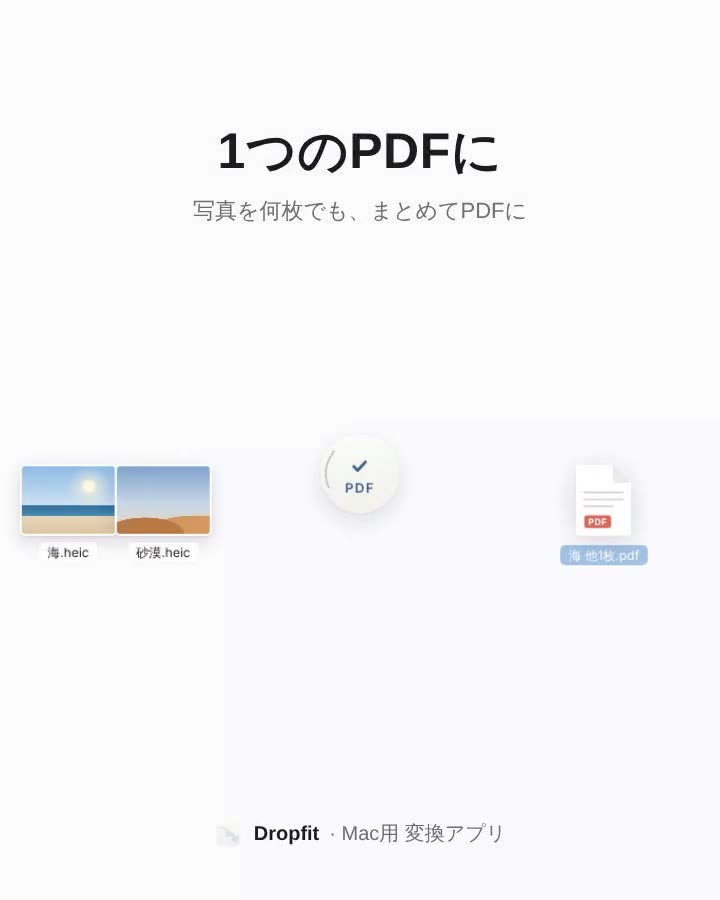 1つのPDFに
写真を何枚でも、まとめてPDFに
PDF
PDF
海.heic
砂漠.heic
海 他1枚.pdf
Dropfit · Mac用 変換アプリ